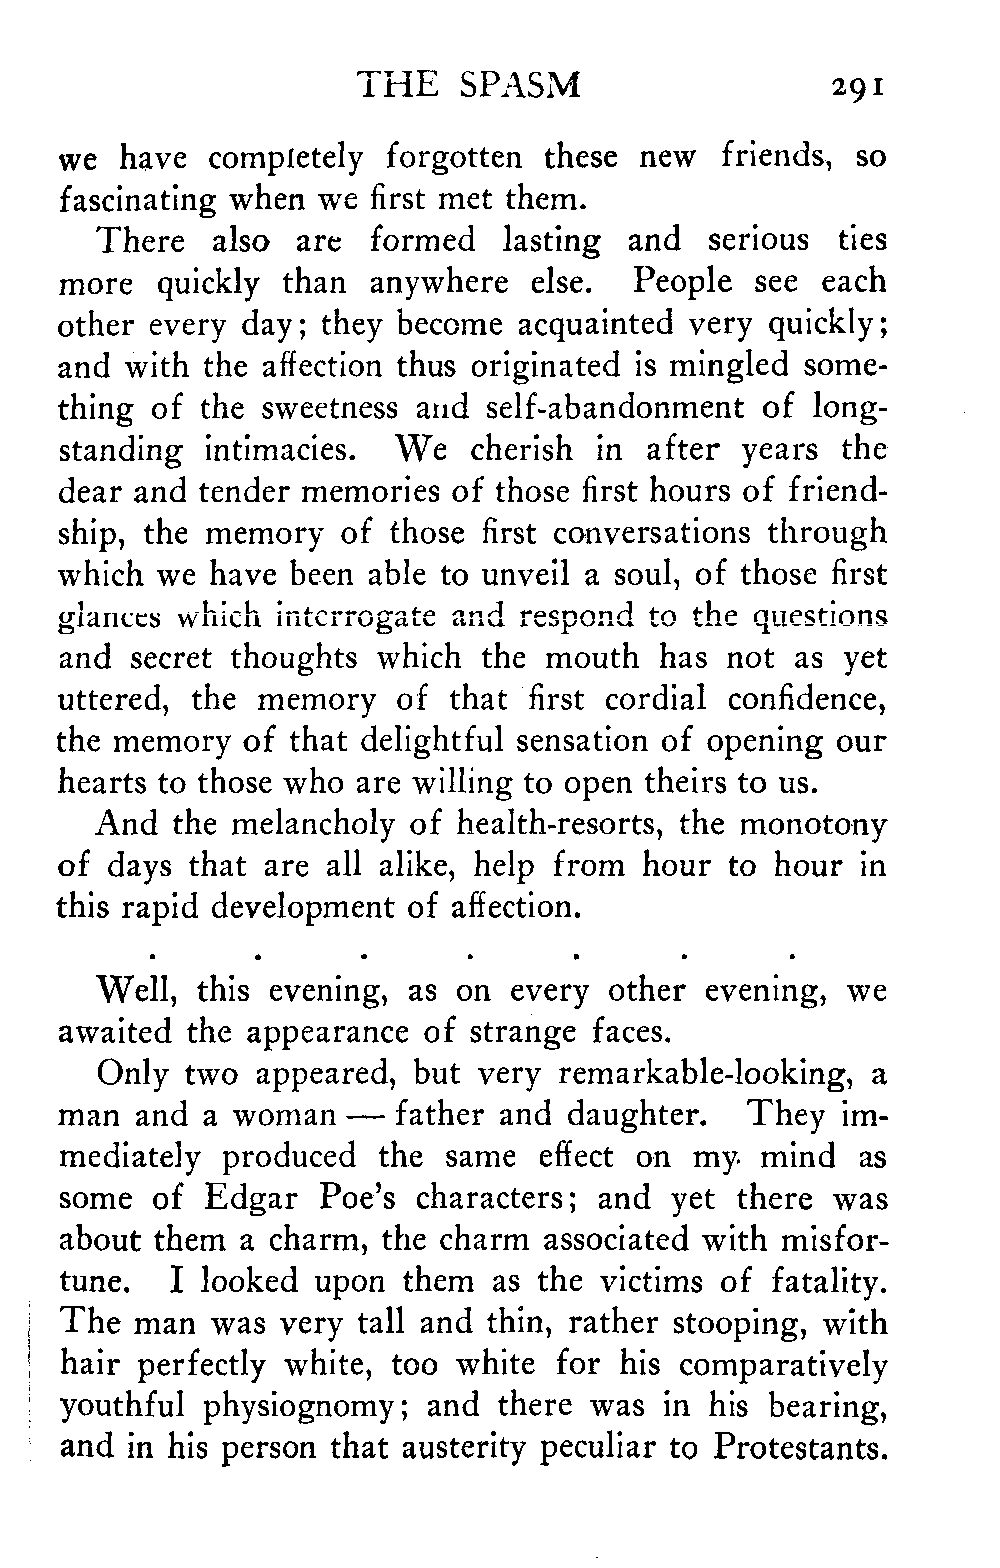 THE SPASM 291
we have completely forgotten these new friends, so
fascinating when we first met them.
There also are formed lasting and serious ties
more quickly than anywhere else. People see each
other every day; they become acquainted very quickly;
and with the affection thus originated is mingled some-
thing of the sweetness and self-abandonment of long-
standing intimacies. We cherish in after years the
dear and tender memories of those first hours of friend-
ship, the memory of those first conversations through
which we have been able to unveil a soul, of those first
glances which interrogate and respond to the questions
and secret thoughts which the mouth has not as yet
uttered, the memory of that first cordial confidence,
the memory of that delightful sensation of opening our
hearts to those who are willing to open theirs to us.
And the melancholy of health-resorts, the monotony
of days that are all alike, help from hour to hour in
this rapid development of affection.
. . . . . . .
Well, this evening, as on every other evening, we
awaited the appearance of strange faces.
Only two appeared, but very remarkable-looking, a
man and a woman — father and daughter. They im-
mediately produced the same effect on my mind as
some of Edgar Poe's characters; and yet there was
about them a charm, the charm associated with misfor-
tune. I looked upon them as the victims of fatality.
The man was very tall and thin, rather stooping, with
hair perfectly white, too white for his comparatively
youthful physiognomy; and there was in his bearing,
and in his person that austerity peculiar to Protestants.